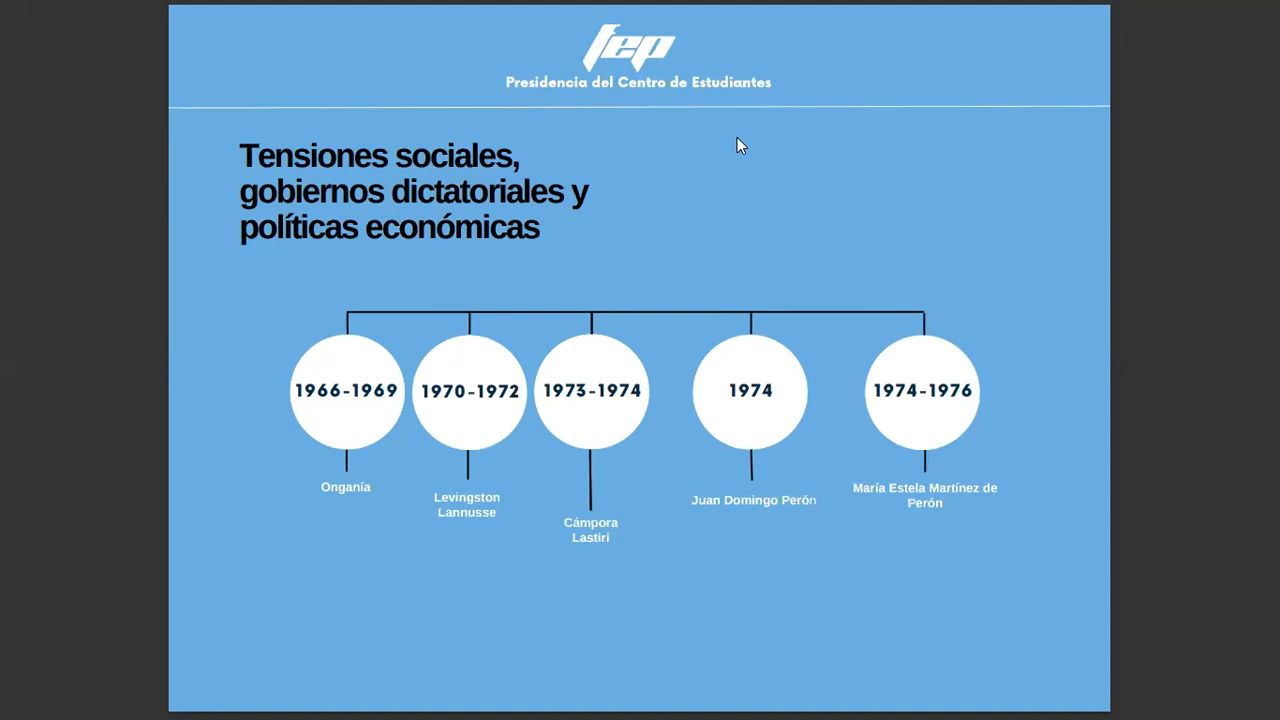 fep
Presidencia del Centro de Estudiantes
Tensiones sociales,
gobiernos dictatoriales y
políticas económicas
1966-1969
1970-1972
1973-1974
1974
1974-1976
Onganía
Levingston
Lannusse
Cámpora
Lastiri
Juan Domingo Perón
María Estela Martínez de
Perón